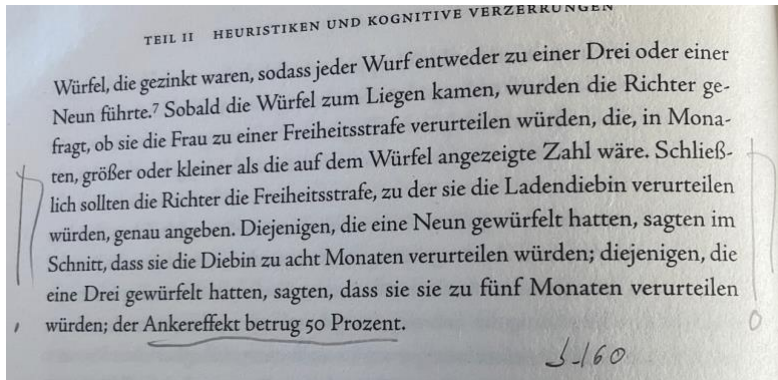 TEIL II HEURISTIKEN UND KOGNITIVE VERZERRUNGEN
Würfel, die gezinkt waren, sodass jeder Wurf entweder zu einer Drei oder einer
Neun führte.⁷ Sobald die Würfel zum Liegen kamen, wurden die Richter ge-
fragt, ob sie die Frau zu einer Freiheitsstrafe verurteilen würden, die, in Mona-
ten, größer oder kleiner als die auf dem Würfel angezeigte Zahl wäre. Schließ-
lich sollten die Richter die Freiheitsstrafe, zu der sie die Ladendiebin verurteilen
würden, genau angeben. Diejenigen, die eine Neun gewürfelt hatten, sagten im
Schnitt, dass sie die Diebin zu acht Monaten verurteilen würden; diejenigen, die
eine Drei gewürfelt hatten, sagten, dass sie sie zu fünf Monaten verurteilen
würden; der Ankereffekt betrug 50 Prozent.